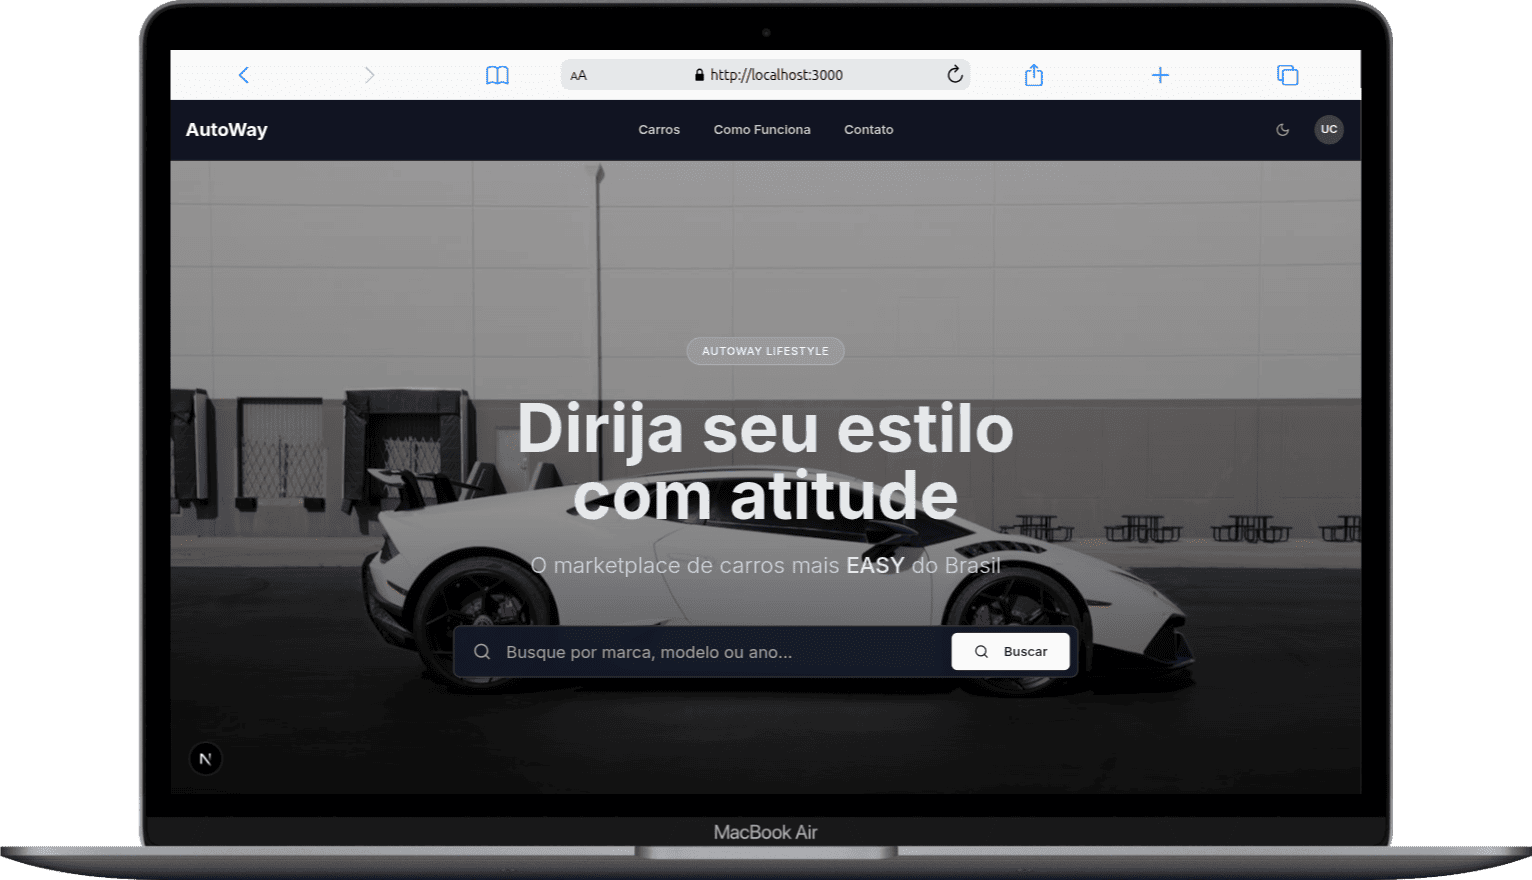 AA http://localhost:3000
AutoWay Carros Como Funciona Contato UC
AUTOWAY LIFESTYLE
Dirija seu estilo
com atitude
O marketplace de carros mais EASY do Brasil
Busque por marca, modelo ou ano... Buscar
N
MacBook Air